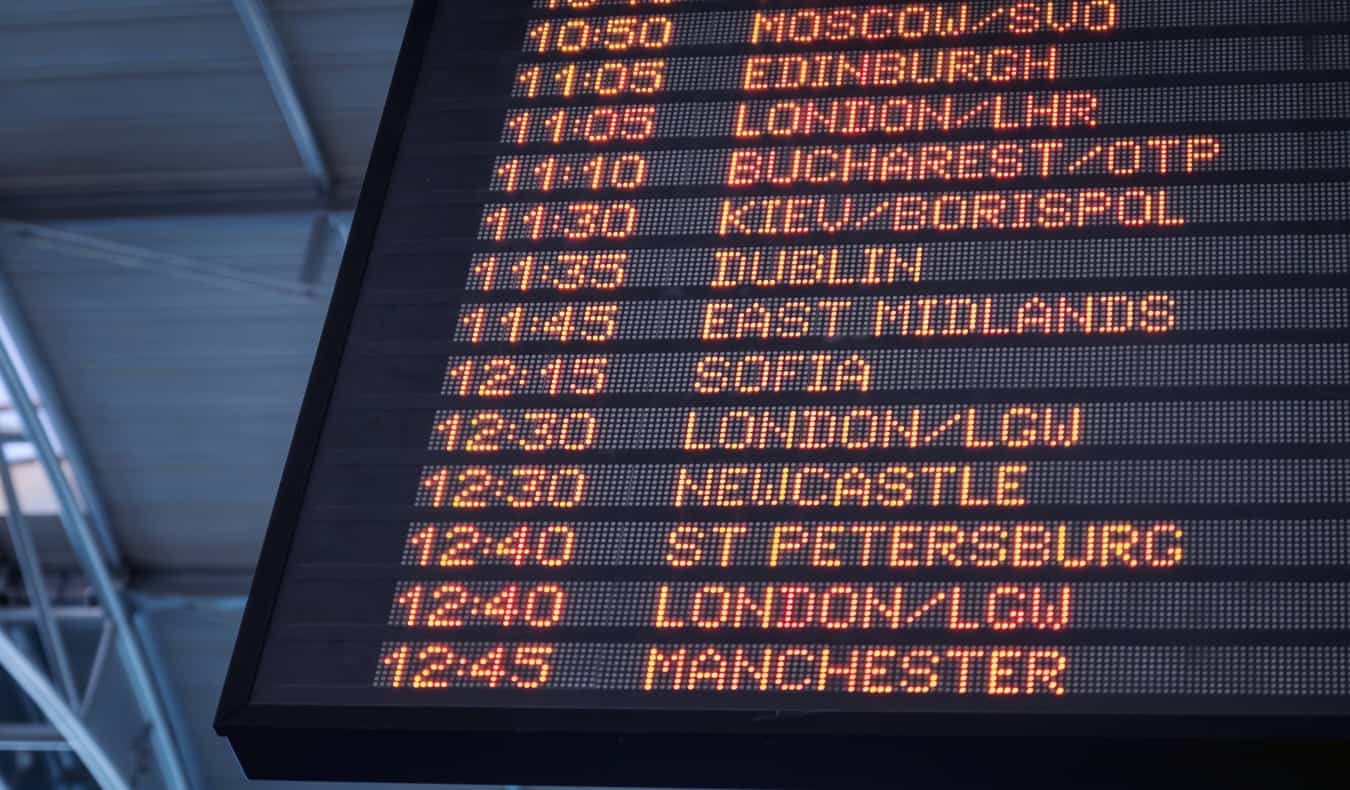 10:50 MOSCOW/SVO
11:05 EDINBURGH
11:05 LONDON/LHR
11:10 BUCHAREST/OTP
11:30 KIEV/BORISPOL
11:35 DUBLIN
11:45 EAST MIDLANDS
12:15 SOFIA
12:30 LONDON/LGW
12:30 NEWCASTLE
12:40 ST PETERSBURG
12:40 LONDON/LGW
12:45 MANCHESTER